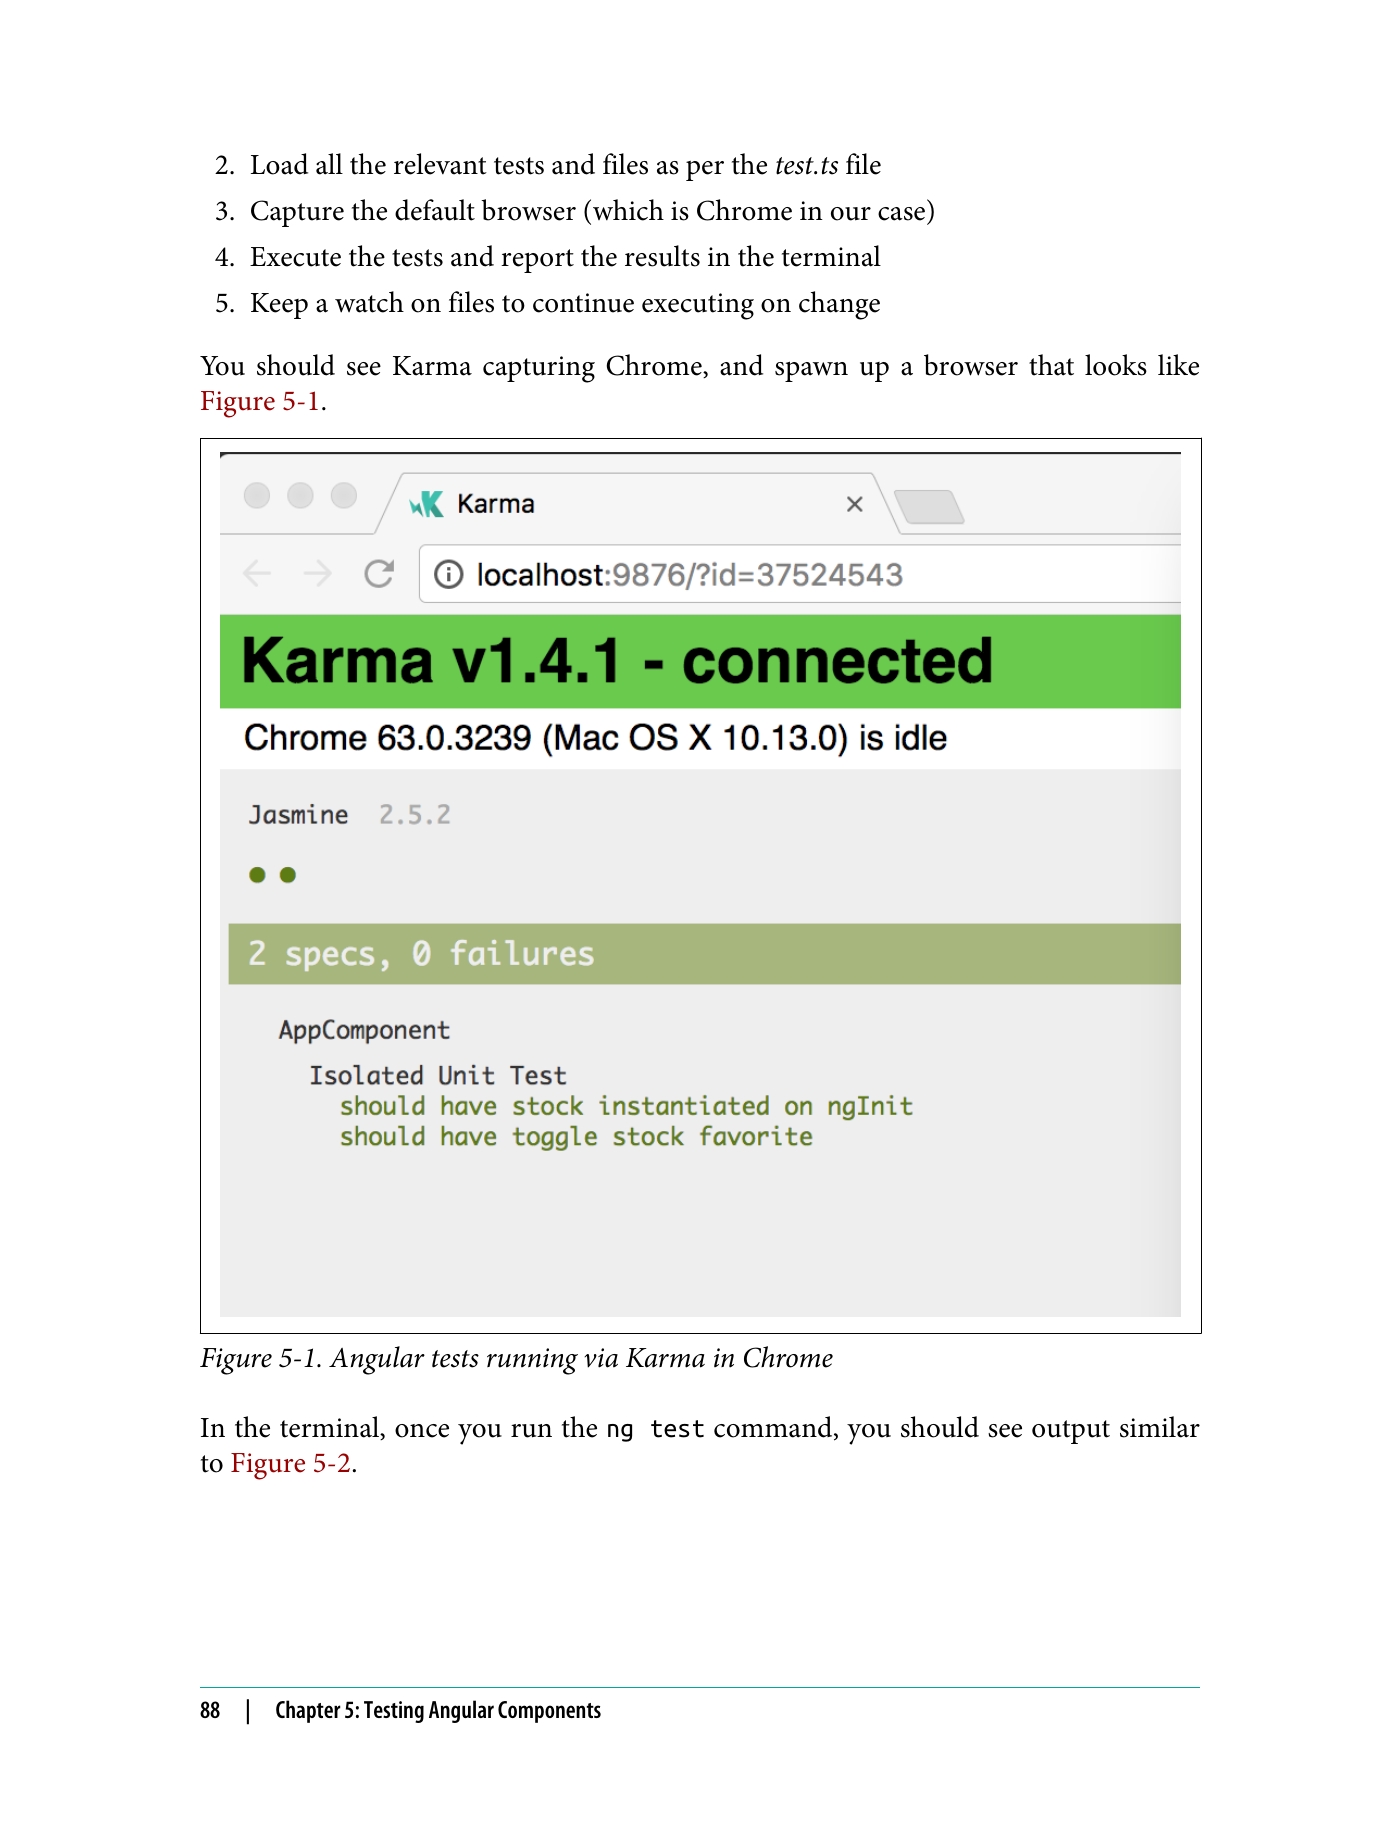 2. Load all the relevant tests and files as per the test.ts file
3. Capture the default browser (which is Chrome in our case)
4. Execute the tests and report the results in the terminal
5. Keep a watch on files to continue executing on change
You should see Karma capturing Chrome, and spawn up a browser that looks like
Figure 5-1.
Karma
localhost:9876/?id=37524543
Karma v1.4.1 - connected
Chrome 63.0.3239 (Mac OS X 10.13.0) is idle
Jasmine 2.5.2
2 specs, 0 failures
AppComponent
Isolated Unit Test
should have stock instantiated on ngInit
should have toggle stock favorite
Figure 5-1. Angular tests running via Karma in Chrome
In the terminal, once you run the ng test command, you should see output similar
to Figure 5-2.
88 | Chapter 5: Testing Angular Components